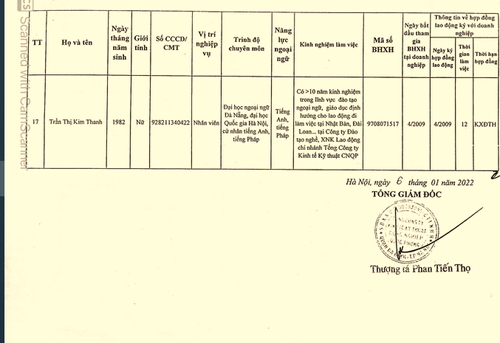 TT
Họ và tên
Ngày tháng năm sinh
Giới tính
Số CCCD/ CMT
Vị trí nghiệp vụ
Trình độ chuyên môn
Năng lực ngoại ngữ
Kinh nghiệm làm việc
Mã số BHXH
Ngày bắt đầu tham gia BHXH tại doanh nghiệp
Thông tin về hợp đồng lao động ký với doanh nghiệp
Ngày ký hợp đồng lao động
Thời gian làm việc
Thời hạn hợp đồng
17
Trần Thị Kim Thanh
1982
Nữ
928211340422
Nhân viên
Đại học ngoại ngữ
Đà Nẵng, đại học
Quốc gia Hà Nội,
cử nhân tiếng Anh,
tiếng Pháp
Tiếng
Anh,
tiếng
Pháp
Có >10 năm kinh nghiệm
trong lĩnh vực đào tạo
ngoại ngữ, giáo dục định
hướng cho lao động đi
làm việc tại Nhật Bản, Đài
Loan... tại Công ty Đào
tạo nghề, XNK Lao động
chi nhánh Tổng Công ty
Kinh tế Kỹ thuật CNQP
9708071517
4/2009
4/2009
12
KXĐTH
Hà Nội, ngày 6 tháng 01 năm 2022
TỔNG GIÁM ĐỐC
Thượng tá Phan Tiến Thọ
Scanned with CamScanner